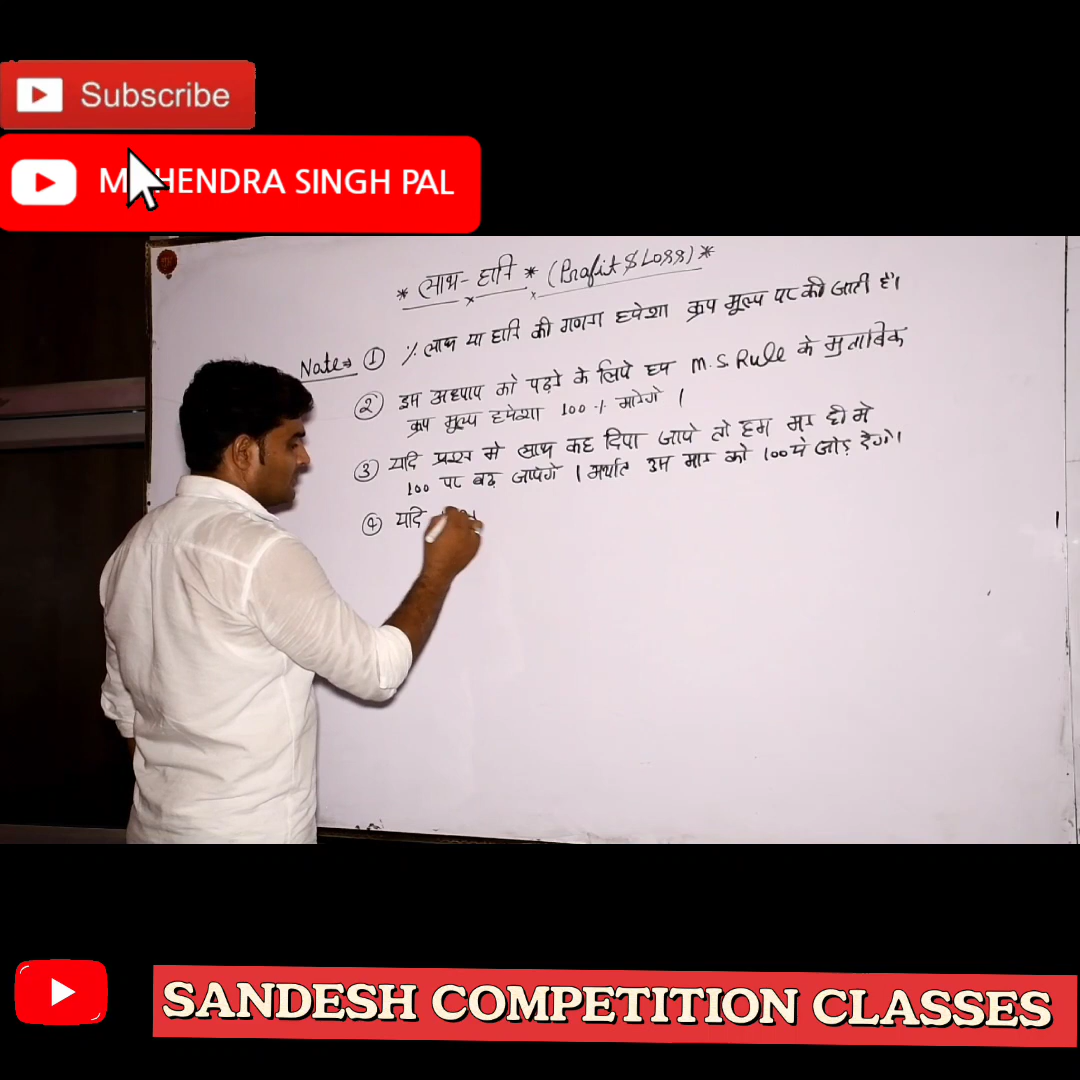 Subscribe
MAHENDRA SINGH PAL
* लाभ - हानि * (Profit & Loss) *
Note ⇒ ① % लाभ या हानि की गणना हमेशा क्रय मूल्य पर की जाती है।
② इस अध्याय को पढ़ने के लिये हम M.S Rule के मुताबिक
क्रय मूल्य हमेशा 100 % मानेगे ।
③ यदि प्रश्न मे लाभ कह दिया जाये तो हम मन ही मे
100 पर बढ़ जायेगे । अर्थात उस मान को 100 मे जोड़ देगे।
④ यदि
SANDESH COMPETITION CLASSES